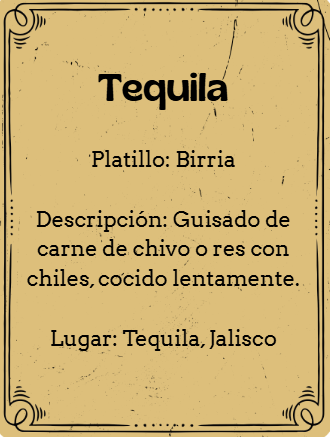 Tequila
Platillo: Birria
Descripción: Guisado de
carne de chivo o res con
chiles, cocido lentamente.
Lugar: Tequila, Jalisco